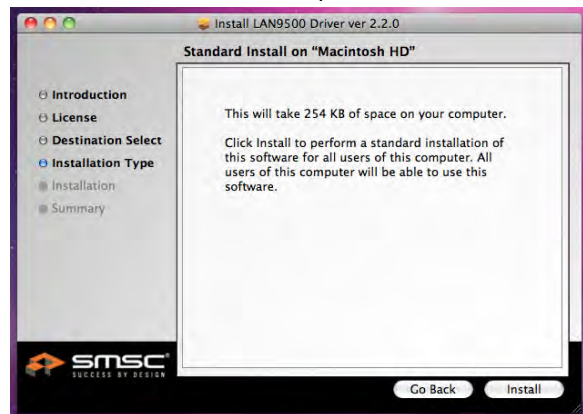 Install LAN9500 Driver ver 2.2.0
Standard Install on “Macintosh HD”
Introduction
License
Destination Select
Installation Type
Installation
Summary
This will take 254 KB of space on your computer.
Click Install to perform a standard installation of
this software for all users of this computer. All
users of this computer will be able to use this
software.
smsc
SUCCESS BY DESIGN
Go Back
Install